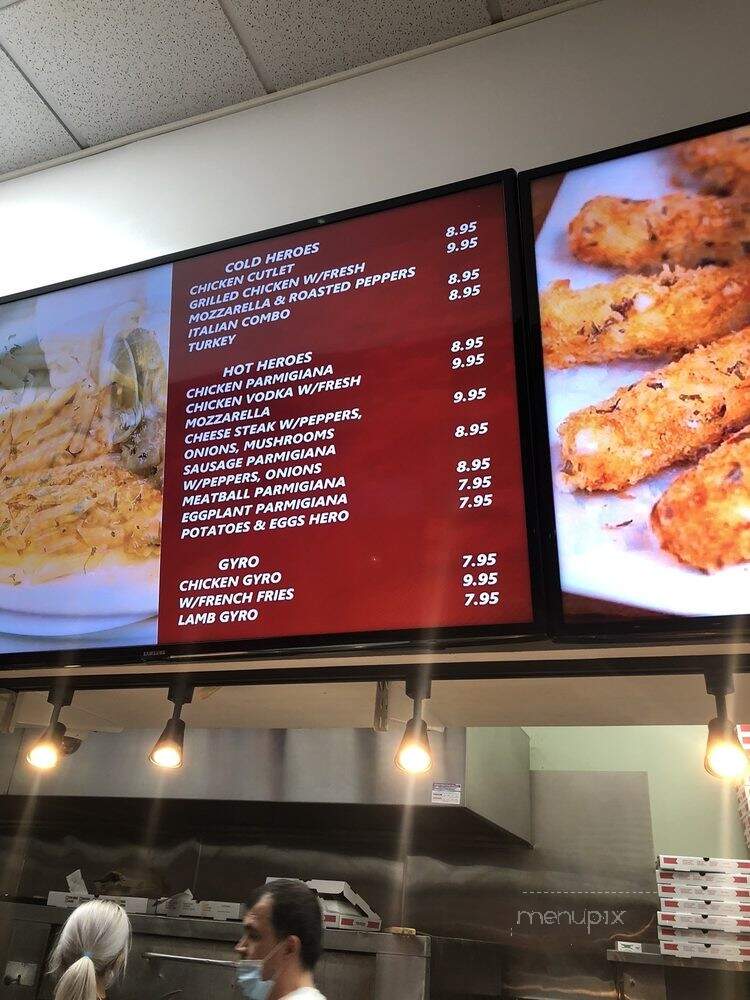 COLD HEROES
CHICKEN CUTLET 8.95
GRILLED CHICKEN W/FRESH 9.95
MOZZARELLA & ROASTED PEPPERS
ITALIAN COMBO 8.95
TURKEY 8.95
HOT HEROES
CHICKEN PARMIGIANA 8.95
CHICKEN VODKA W/FRESH 9.95
MOZZARELLA
CHEESE STEAK W/PEPPERS, 9.95
ONIONS, MUSHROOMS
SAUSAGE PARMIGIANA 8.95
W/PEPPERS, ONIONS
MEATBALL PARMIGIANA 8.95
EGGPLANT PARMIGIANA 7.95
POTATOES & EGGS HERO 7.95
GYRO
CHICKEN GYRO 7.95
W/FRENCH FRIES 9.95
LAMB GYRO 7.95
SAMSUNG
menupix